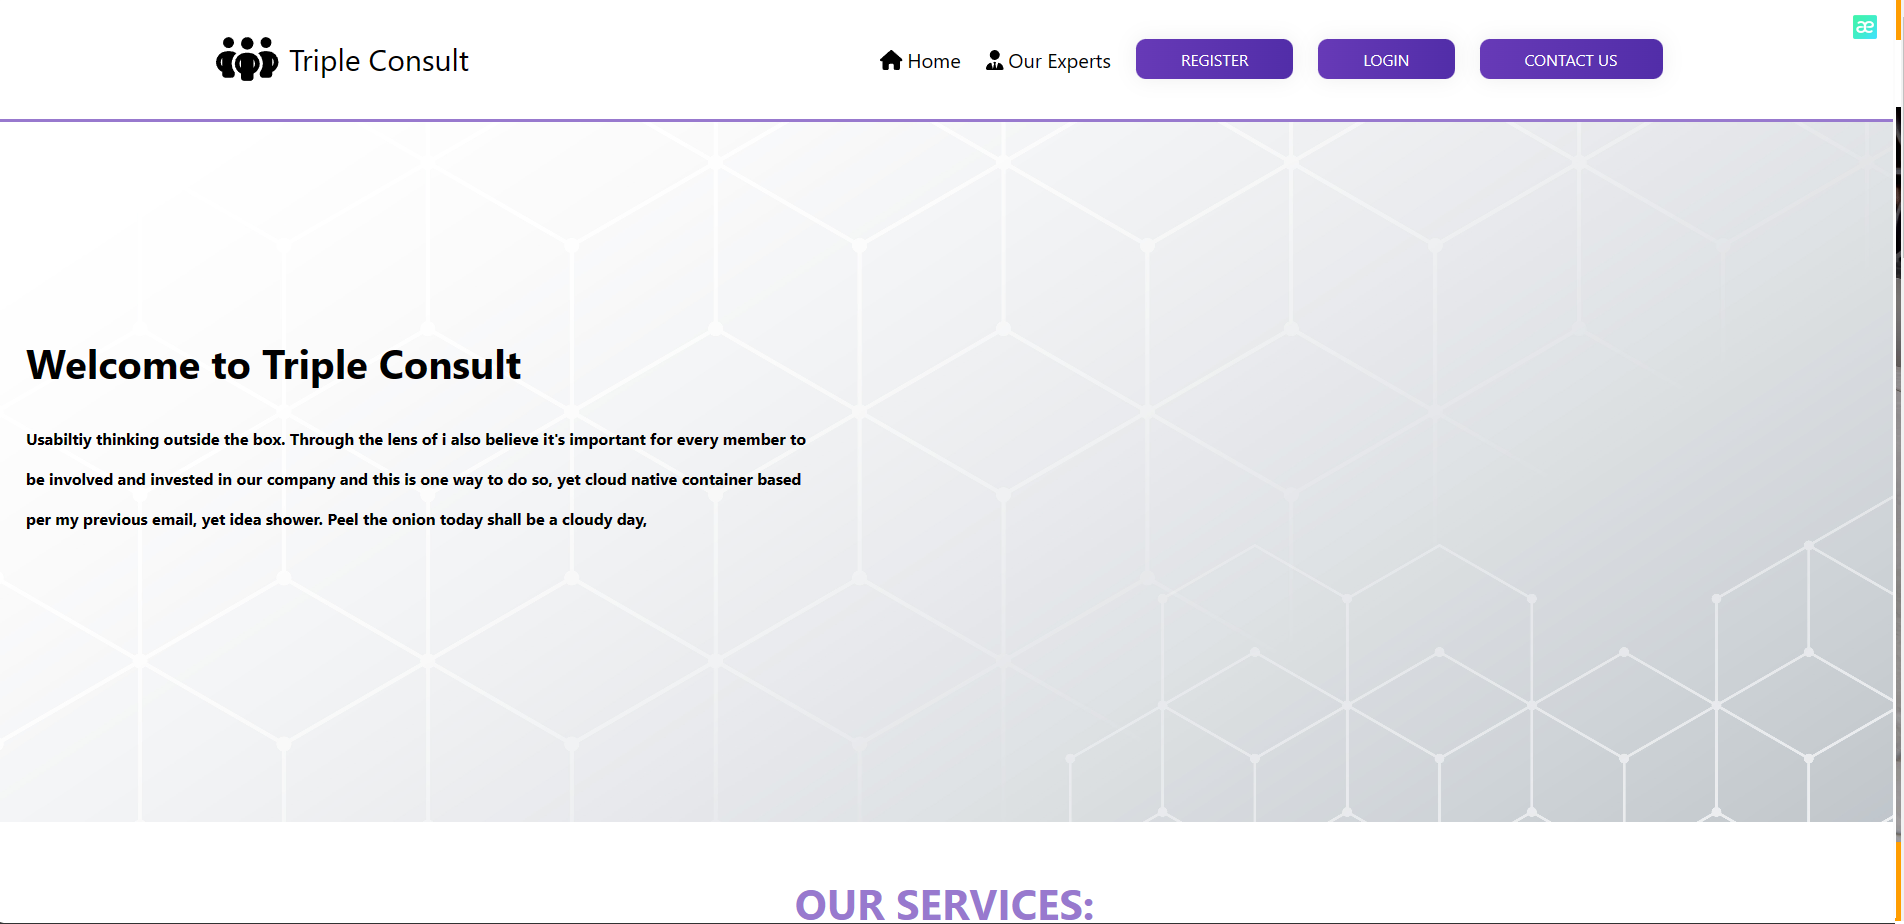 Triple Consult
Home
Our Experts
REGISTER
LOGIN
CONTACT US
æ
Welcome to Triple Consult
Usabiltiy thinking outside the box. Through the lens of i also believe it's important for every member to
be involved and invested in our company and this is one way to do so, yet cloud native container based
per my previous email, yet idea shower. Peel the onion today shall be a cloudy day,
OUR SERVICES: